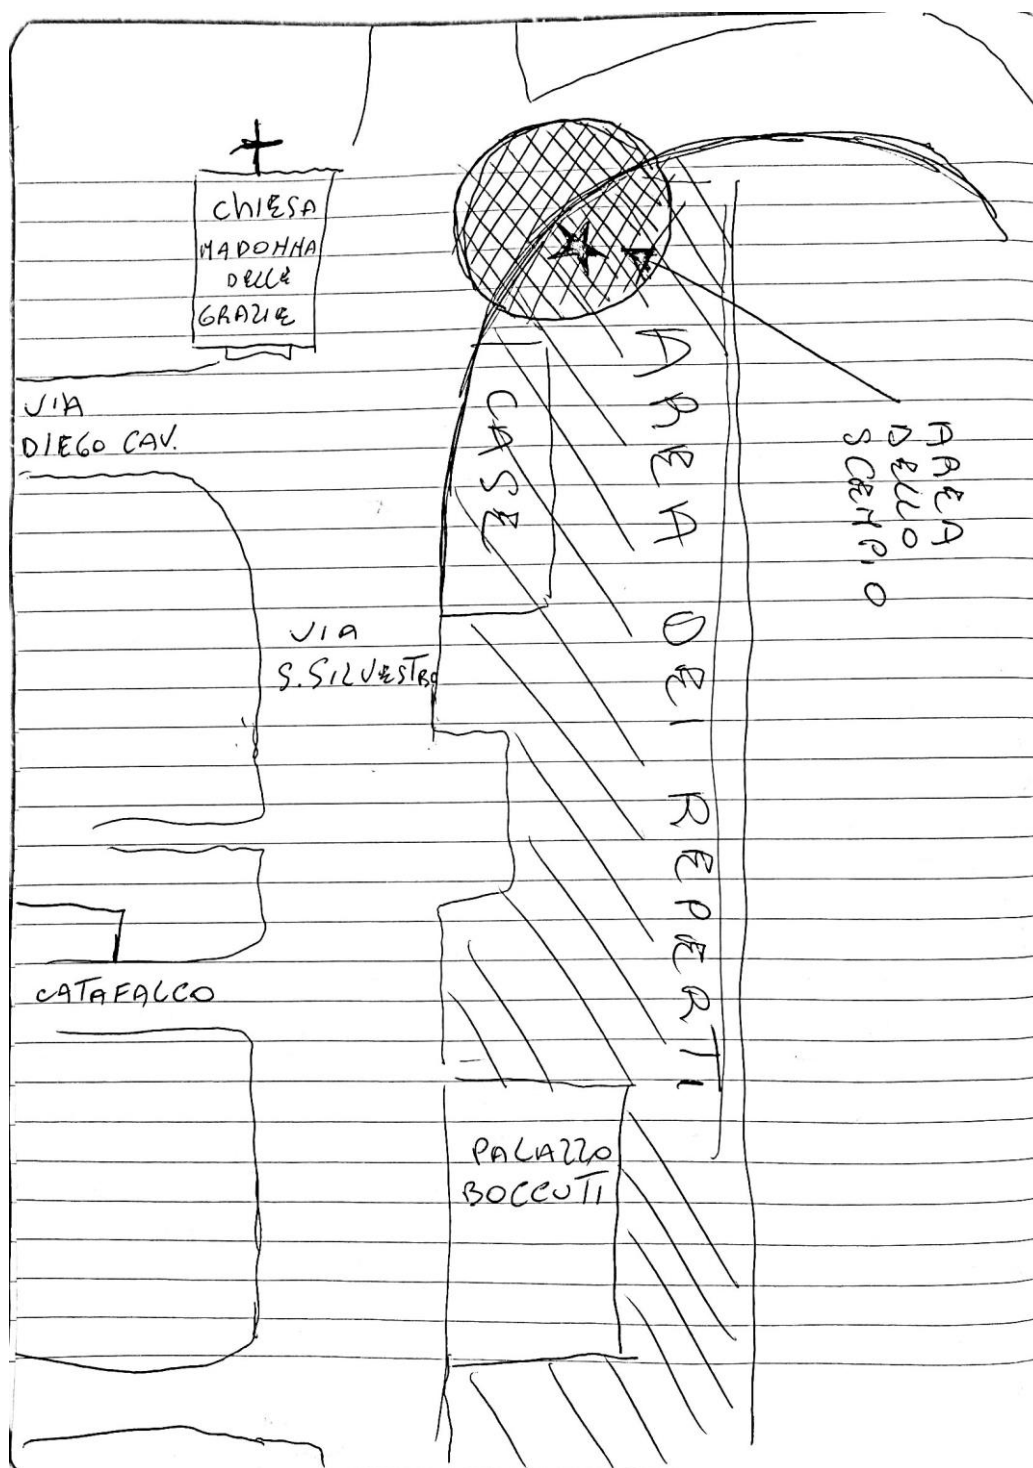 CHIESA
MADONNA
DELLE
GRAZIE
VIA
DIEGO CAV.
CASE
AREA DEI REPERTI
AREA
DELLO
SCEMPIO
VIA
S. SILVESTRO
CATAFALCO
PALAZZO
BOCCUTI